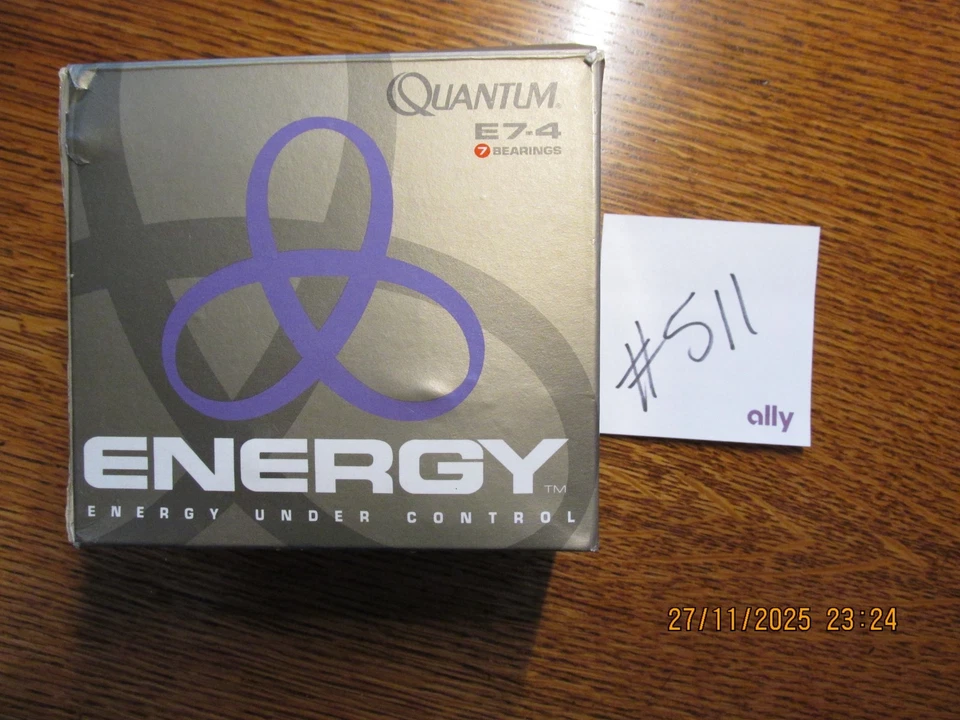 QUANTUM
E7-4
7 BEARINGS
ENERGY™
ENERGY UNDER CONTROL
#511
ally
27/11/2025 23:24